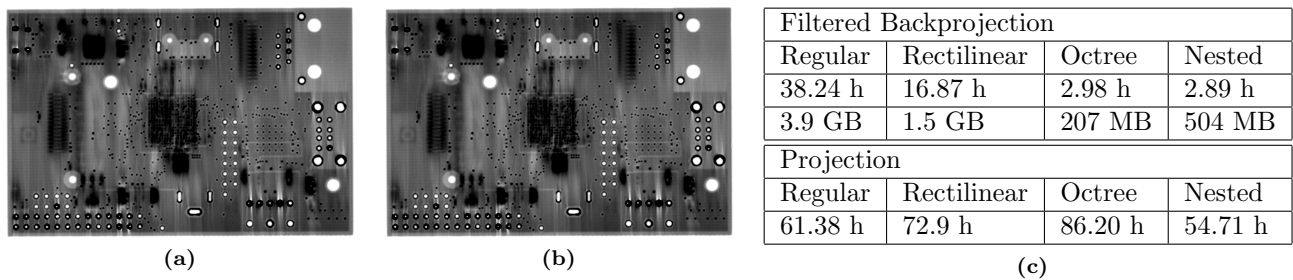 Filtered Backprojection
Regular Rectilinear Octree Nested
38.24 h 16.87 h 2.98 h 2.89 h
3.9 GB 1.5 GB 207 MB 504 MB
Projection
Regular Rectilinear Octree Nested
61.38 h 72.9 h 86.20 h 54.71 h
(a) (b) (c)